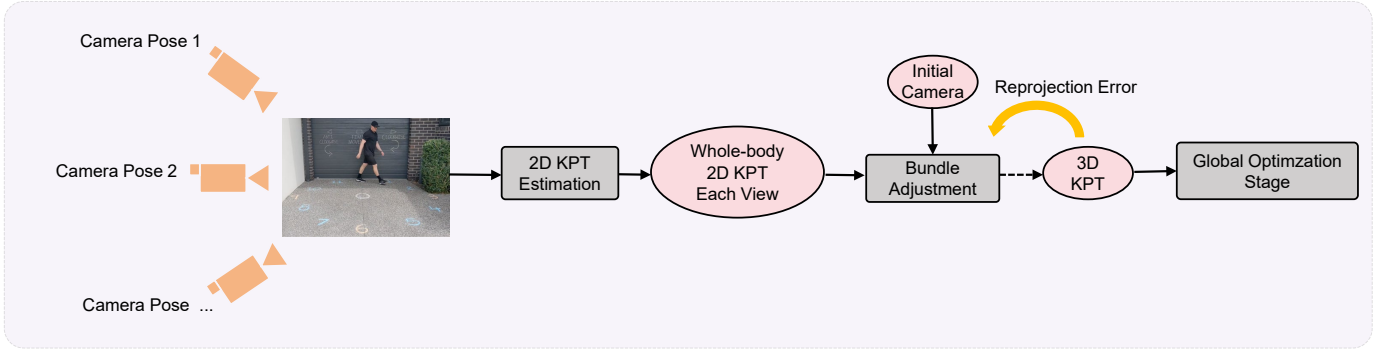 Camera Pose 1
Camera Pose 2
Camera Pose ...
2D KPT
Estimation
Whole-body
2D KPT
Each View
Initial
Camera
Bundle
Adjustment
Reprojection Error
3D
KPT
Global Optimzation
Stage